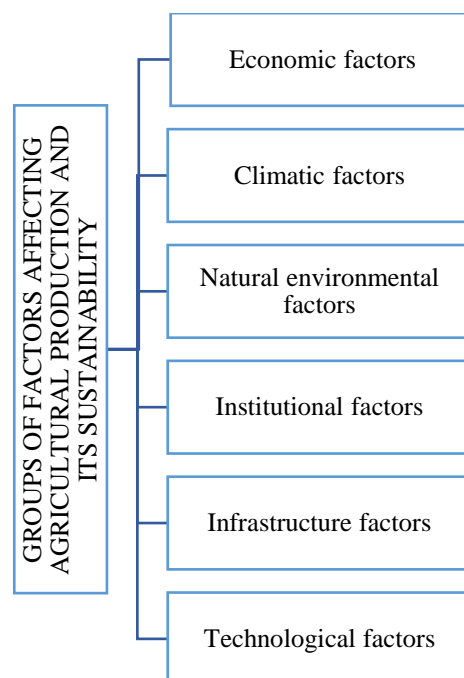 GROUPS OF FACTORS AFFECTING
AGRICULTURAL PRODUCTION AND
ITS SUSTAINABILITY
Economic factors
Climatic factors
Natural environmental
factors
Institutional factors
Infrastructure factors
Technological factors